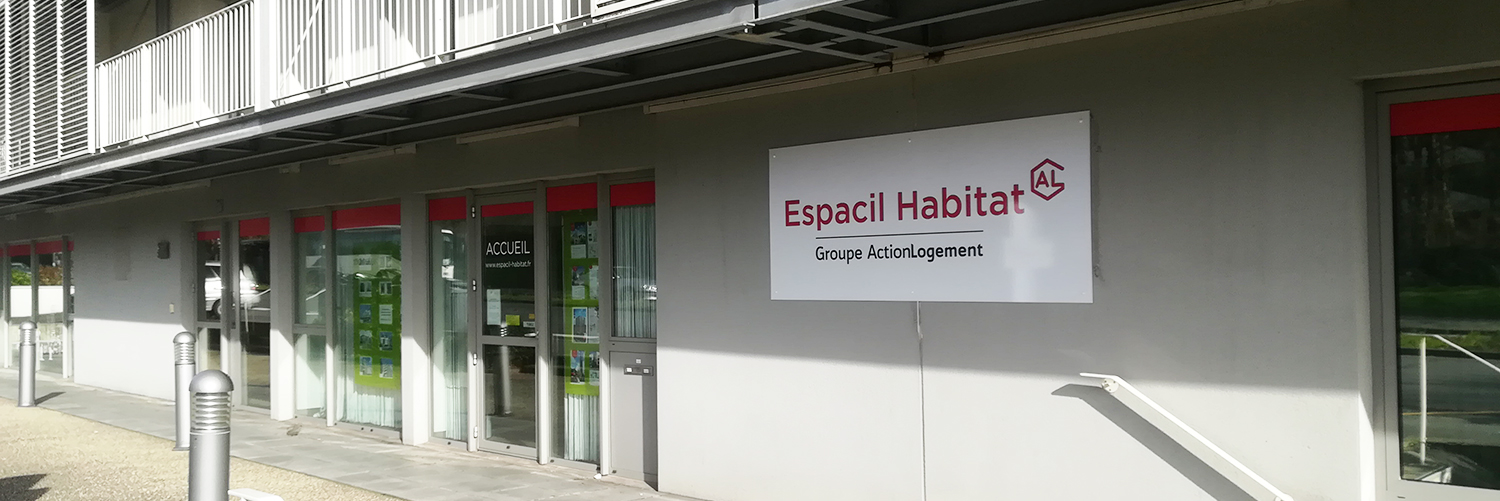 ACCUEIL
www.espacil-habitat.fr
Espacil Habitat AL
Groupe ActionLogement